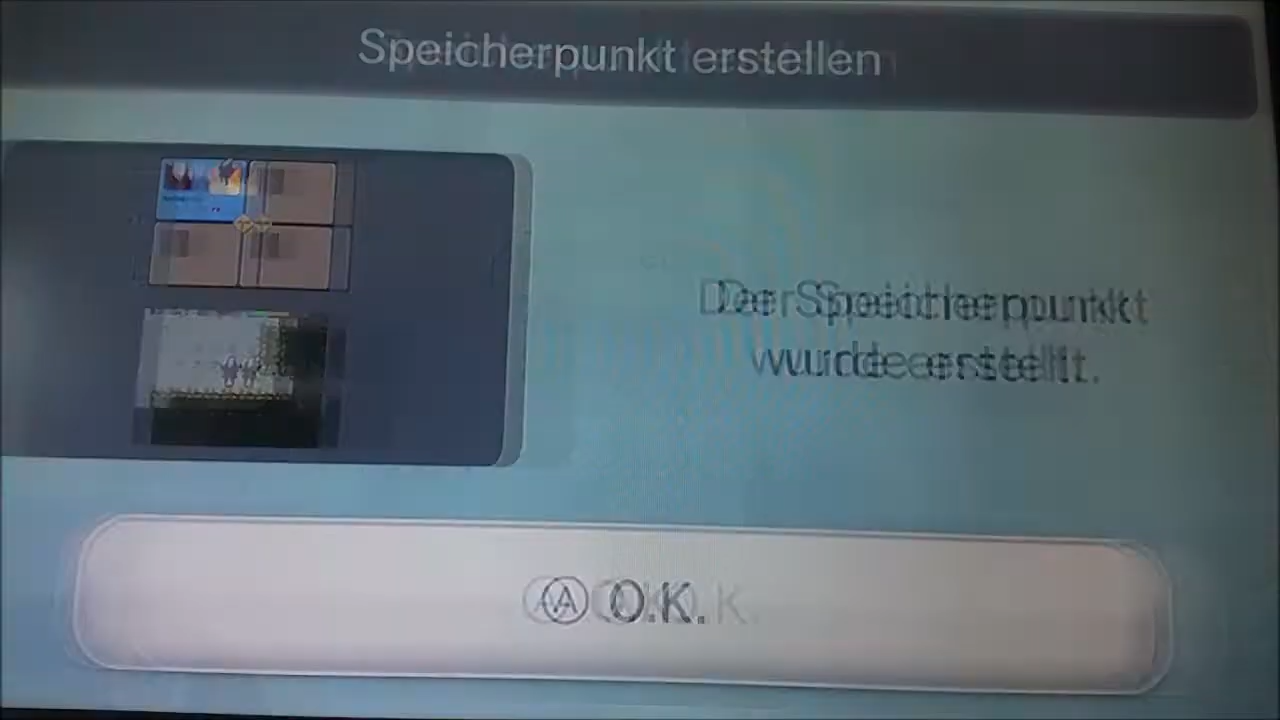 Speicherpunkt erstellen
Der Speicherpunkt
wurde erstellt.
Ⓐ O.K.